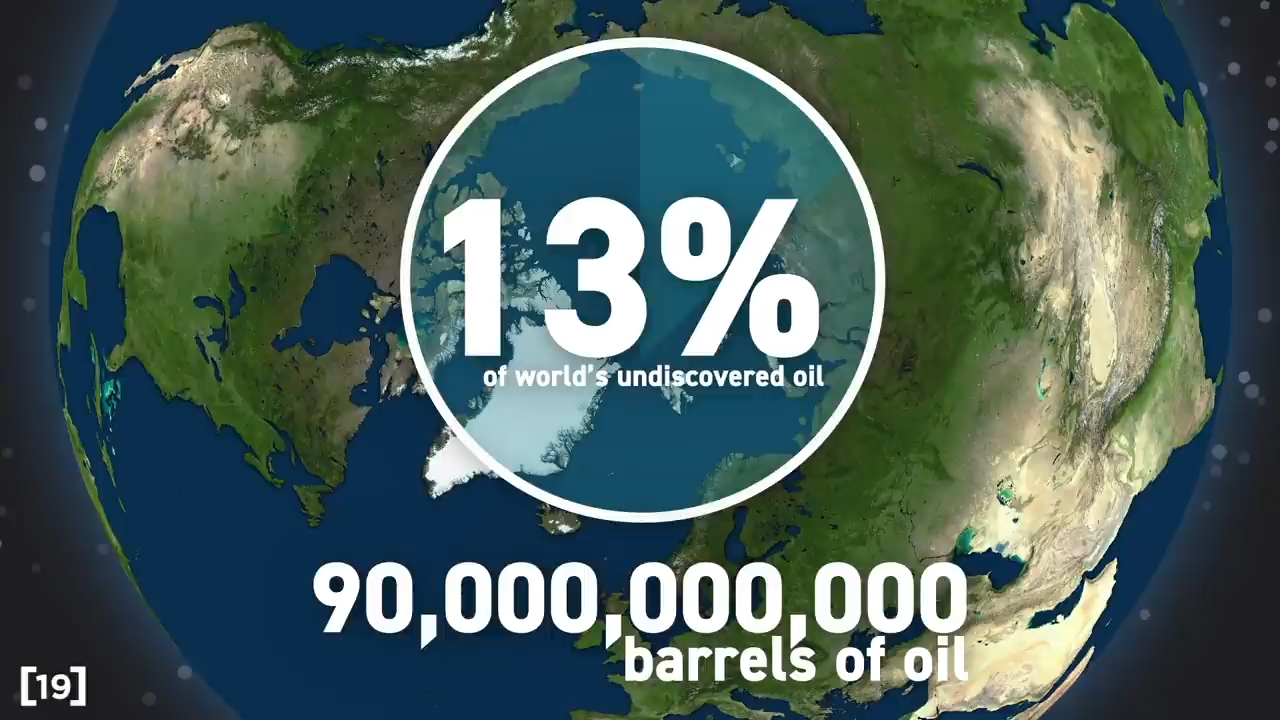 13%
of world's undiscovered oil
90,000,000,000
barrels of oil
[19]